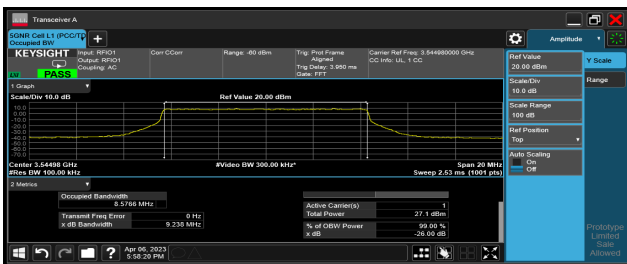 Transceiver A
5GNR Cell L1 (PCC/TP
Occupied BW
+
Amplitude
KEYSIGHT
PASS
Input: RFIO1
Output: RFIO1
Coupling: AC
Corr CCorr
Range: -60 dBm
Trig: Prot Frame
Aligned
Trig Delay: 3.950 ms
Gate: FFT
Carrier Ref Freq: 3.544980000 GHz
CC Info: UL, 1 CC
Ref Value
20.00 dBm
Y Scale
Scale/Div
10.0 dB
Range
Scale Range
100 dB
Ref Position
Top
Auto Scaling
On
Off
1 Graph
Scale/Div 10.0 dB
Ref Value 20.00 dBm
10.0
0.00
-10.0
-20.0
-30.0
-40.0
-50.0
-60.0
-70.0
Center 3.54498 GHz
#Video BW 300.00 kHz*
Span 20 MHz
#Res BW 100.00 kHz
Sweep 2.53 ms (1001 pts)
2 Metrics
Occupied Bandwidth
8.5766 MHz
Transmit Freq Error
0 Hz
x dB Bandwidth
9.238 MHz
Active Carrier(s)
1
Total Power
27.1 dBm
% of OBW Power
99.00 %
x dB
-26.00 dB
Prototype
Limited
Sale
Allowed
?
Apr 06, 2023
5:58:20 PM